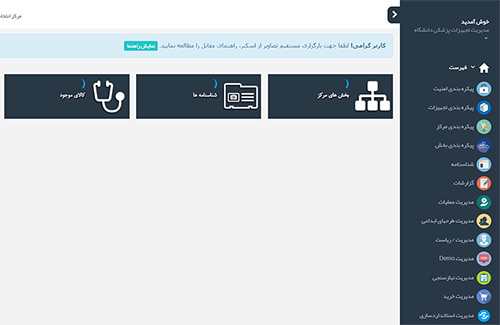 خوش آمدید
مدیریت تجهیزات پزشکی دانشگاه
فهرست
پیکره بندی امنیت
پیکره بندی تجهیزات
پیکره بندی مرکز
پیکره بندی بخش
شناسنامه
گزارشات
مدیریت عملیات
مدیریت طرحهای ابداعی
مدیریت / ریاست
مدیریت Demo
مدیریت نیازسنجی
مدیریت خرید
مدیریت استانداردسازی
مرکز انتخا
کاربر گرامی! لطفا جهت بارگزاری مستقیم تصاویر از اسکنر، راهنمای مقابل را مطالعه نمایید. نمایش راهنما
بخش های مرکز
شناسنامه ها
کالای موجود